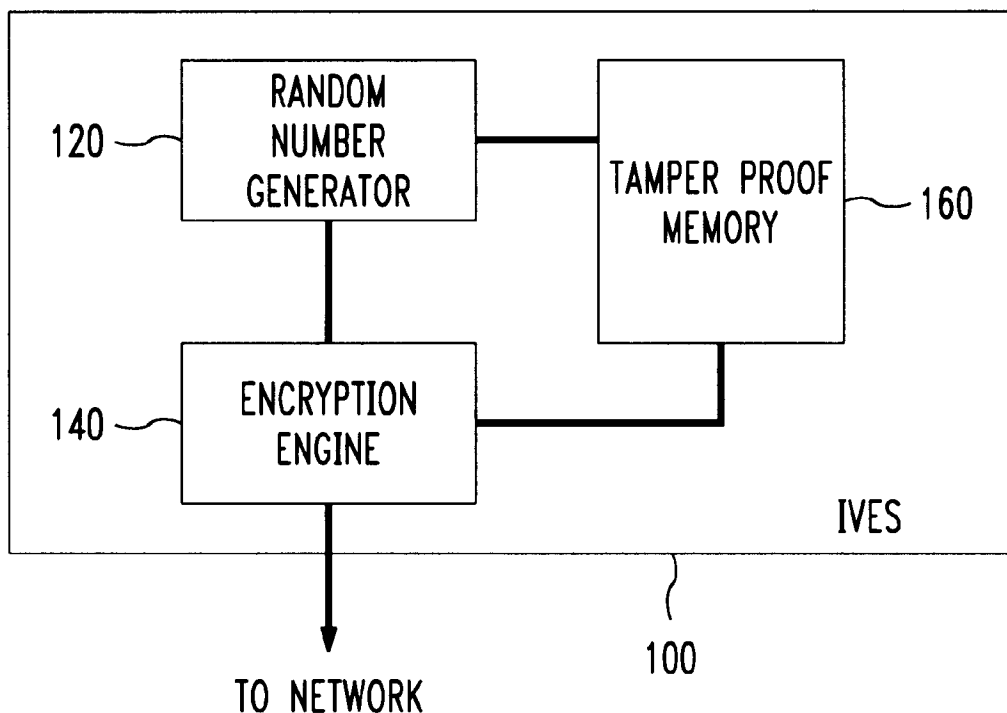 RANDOM
NUMBER
GENERATOR
120
TAMPER PROOF
MEMORY
160
ENCRYPTION
ENGINE
140
IVES
100
TO NETWORK